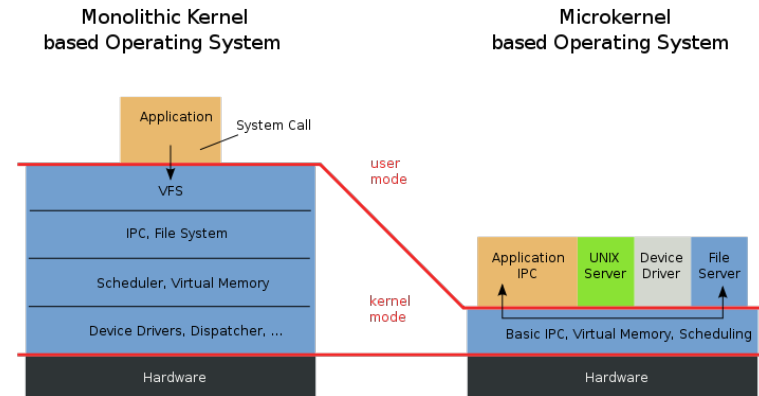 Monolithic Kernel
based Operating System
Microkernel
based Operating System
Application
System Call
VFS
IPC, File System
Scheduler, Virtual Memory
Device Drivers, Dispatcher, ...
Hardware
user
mode
kernel
mode
Application
IPC
UNIX
Server
Device
Driver
File
Server
Basic IPC, Virtual Memory, Scheduling
Hardware